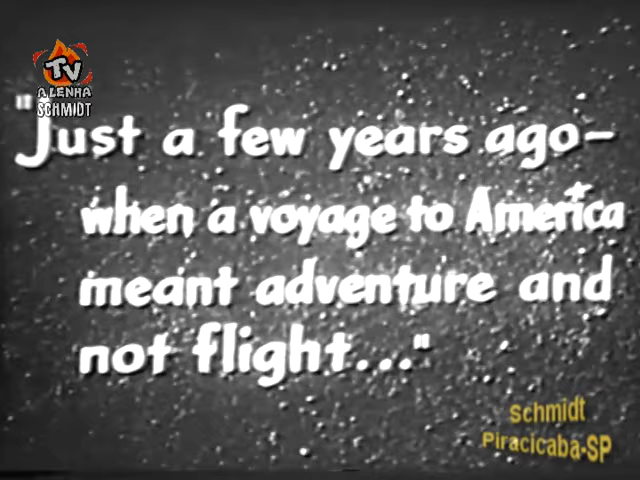 TV
A LENHA
SCHMIDT
"Just a few years ago—
when a voyage to America
meant adventure and
not flight..."
Schmidt
Piracicaba-SP